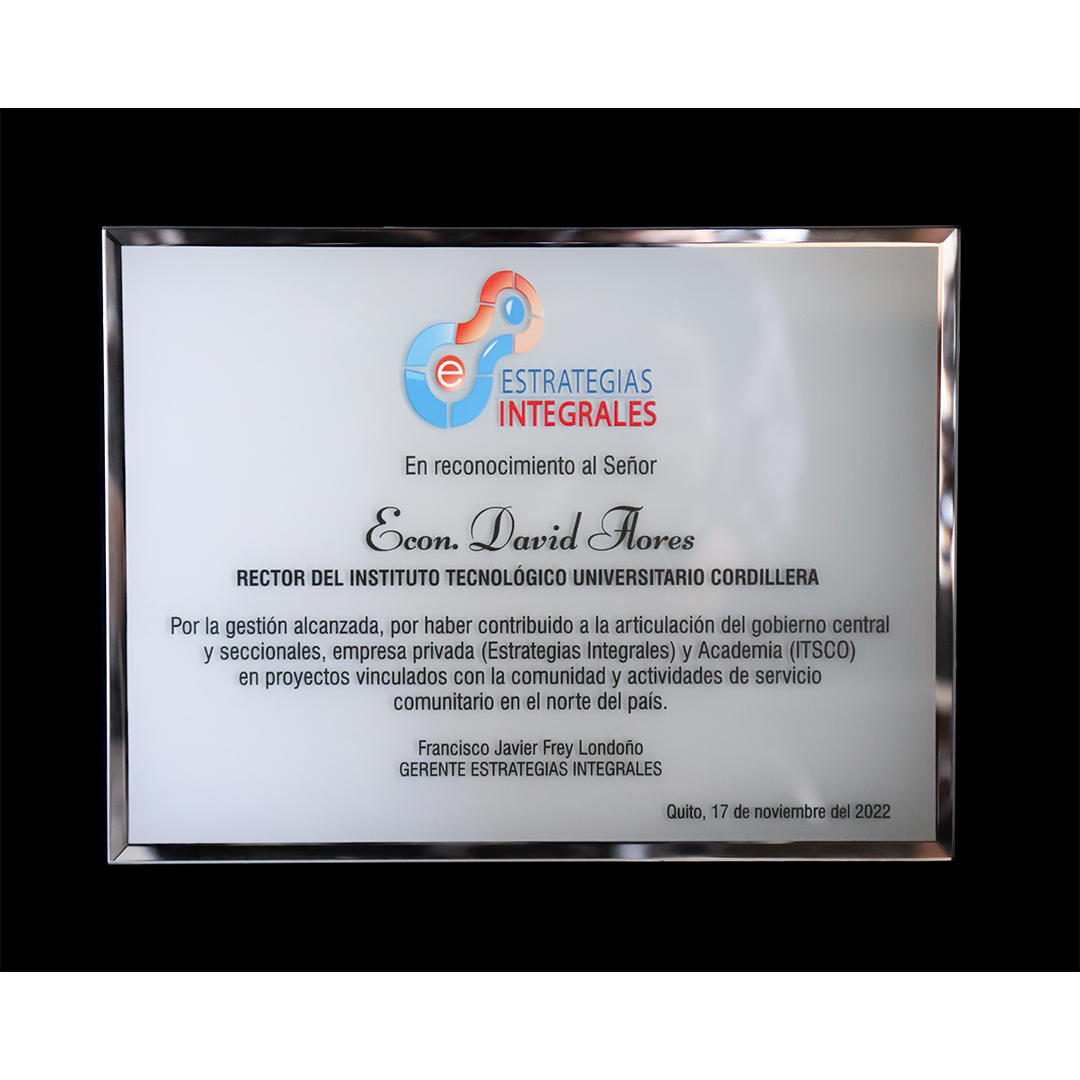 e
ESTRATEGIAS
INTEGRALES
En reconocimiento al Señor
Econ. David Flores
RECTOR DEL INSTITUTO TECNOLÓGICO UNIVERSITARIO CORDILLERA
Por la gestión alcanzada, por haber contribuido a la articulación del gobierno central
y seccionales, empresa privada (Estrategias Integrales) y Academia (ITSCO)
en proyectos vinculados con la comunidad y actividades de servicio
comunitario en el norte del país.
Francisco Javier Frey Londoño
GERENTE ESTRATEGIAS INTEGRALES
Quito, 17 de noviembre del 2022